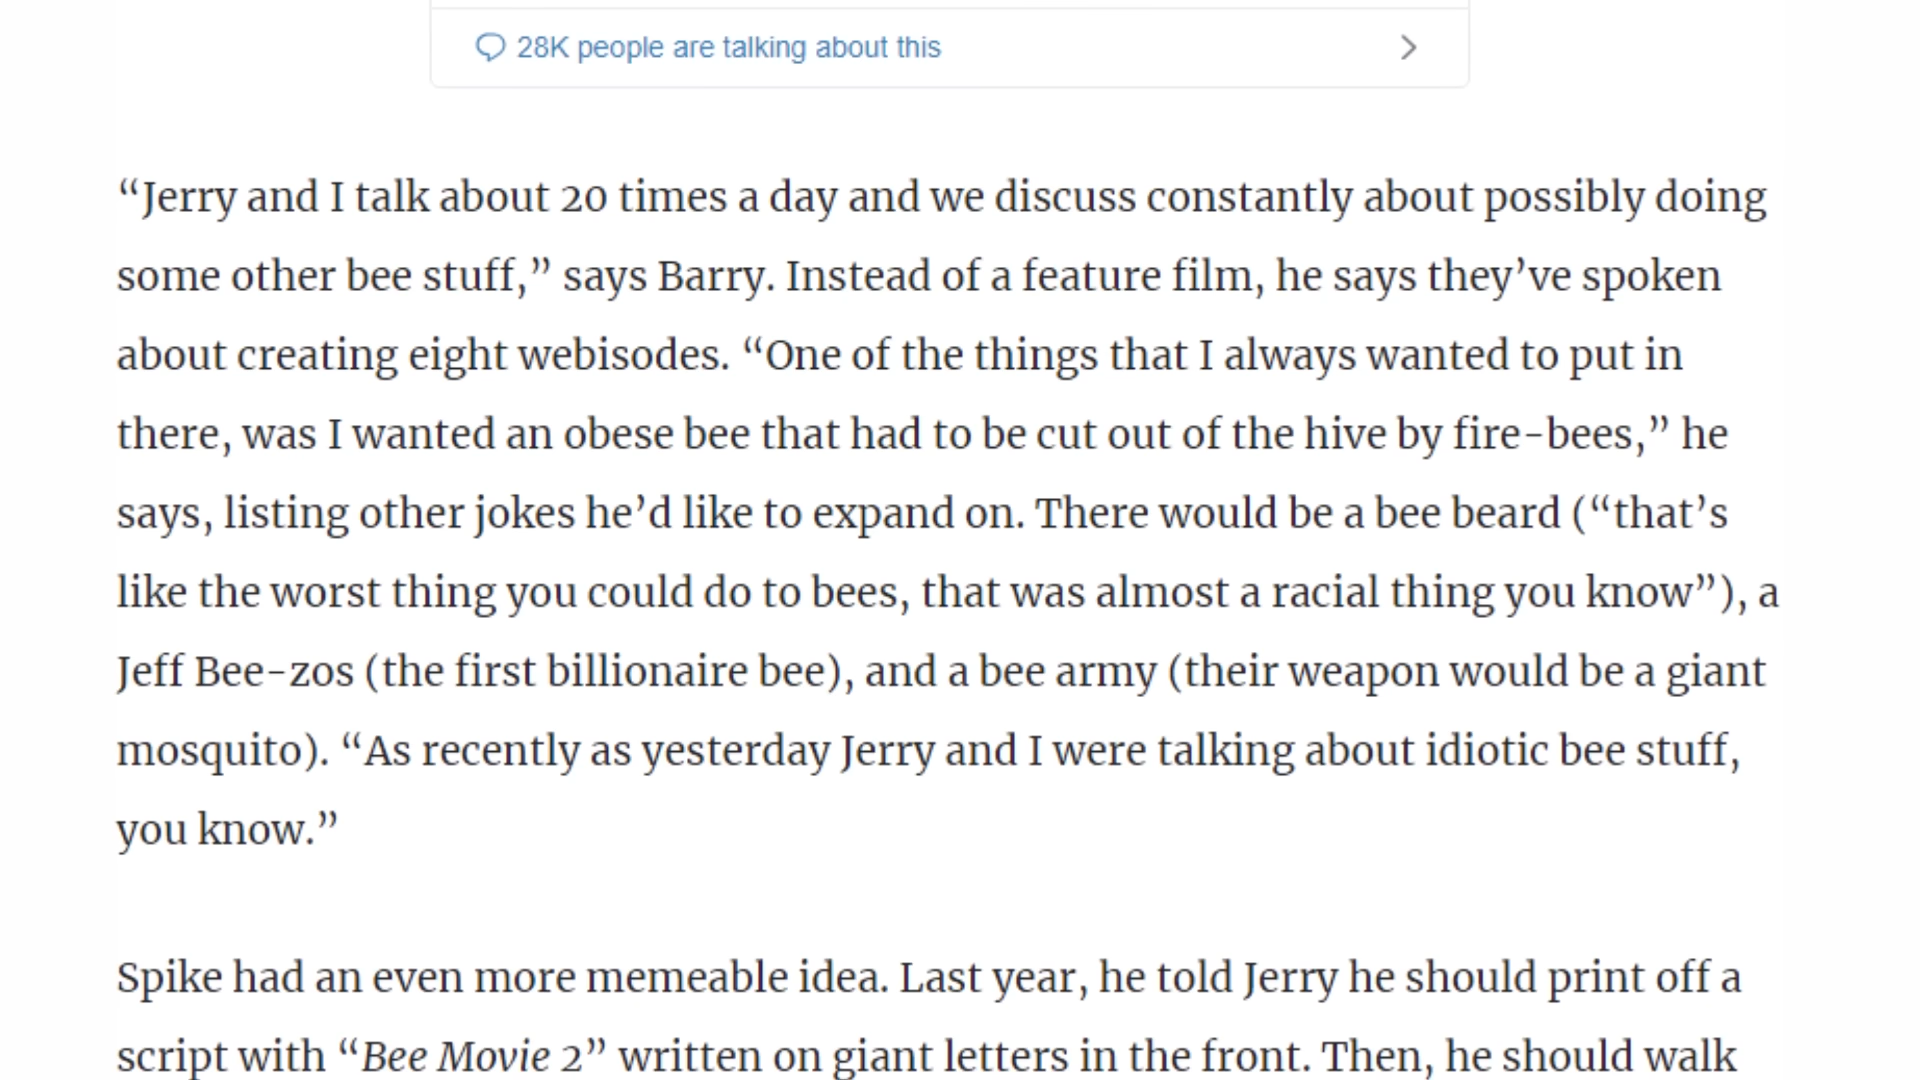 28K people are talking about this
“Jerry and I talk about 20 times a day and we discuss constantly about possibly doing
some other bee stuff,” says Barry. Instead of a feature film, he says they’ve spoken
about creating eight webisodes. “One of the things that I always wanted to put in
there, was I wanted an obese bee that had to be cut out of the hive by fire-bees,” he
says, listing other jokes he’d like to expand on. There would be a bee beard (“that’s
like the worst thing you could do to bees, that was almost a racial thing you know”), a
Jeff Bee-zos (the first billionaire bee), and a bee army (their weapon would be a giant
mosquito). “As recently as yesterday Jerry and I were talking about idiotic bee stuff,
you know.”
Spike had an even more memeable idea. Last year, he told Jerry he should print off a
script with “Bee Movie 2” written on giant letters in the front. Then, he should walk